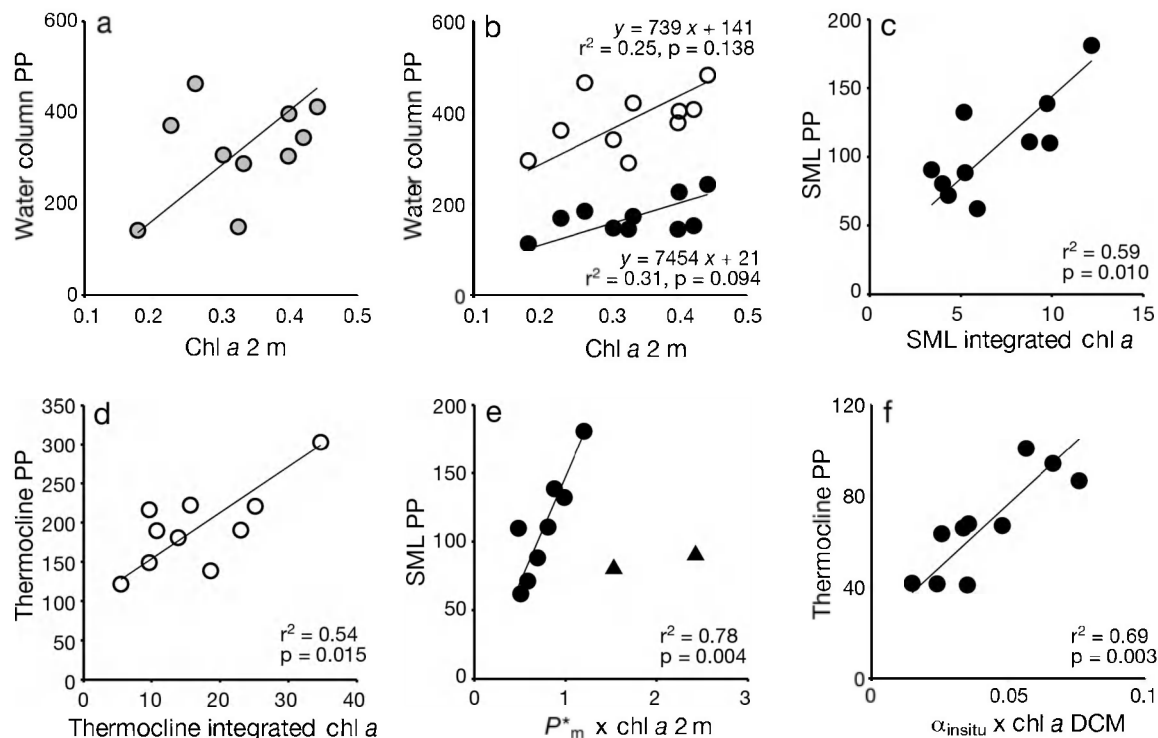 a
Water column PP
600
400
200
0
0.1
0.2
0.3
0.4
0.5
Chl a 2 m
b
y = 739 x + 141
r² = 0.25, p = 0.138
Water column PP
600
400
200
0
y = 7454 x + 21
r² = 0.31, p = 0.094
0.1
0.2
0.3
0.4
0.5
Chl a 2 m
c
SML PP
200
150
100
50
0
r² = 0.59
p = 0.010
0
5
10
15
SML integrated chl a
d
Thermocline PP
350
300
250
200
150
100
50
0
r² = 0.54
p = 0.015
0
10
20
30
40
Thermocline integrated chl a
e
SML PP
200
150
100
50
0
r² = 0.78
p = 0.004
0
1
2
3
P*m x chl a 2 m
f
Thermocline PP
120
80
40
0
r² = 0.69
p = 0.003
0
0.05
0.1
αinsitu x chl a DCM